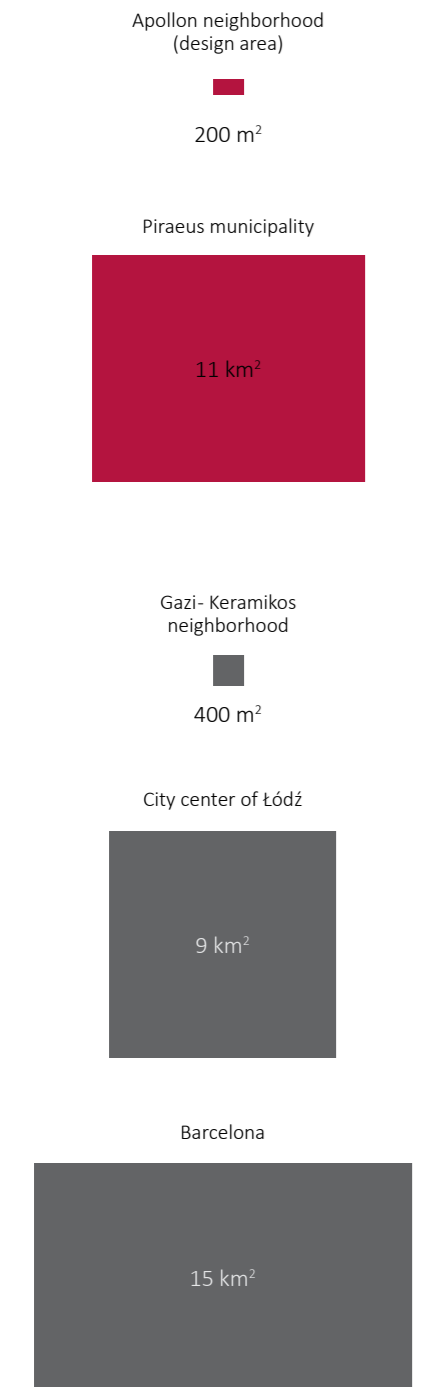 Apollon neighborhood
(design area)
200 m²
Piraeus municipality
11 km²
Gazi- Keramikos
neighborhood
400 m²
City center of Łódź
9 km²
Barcelona
15 km²